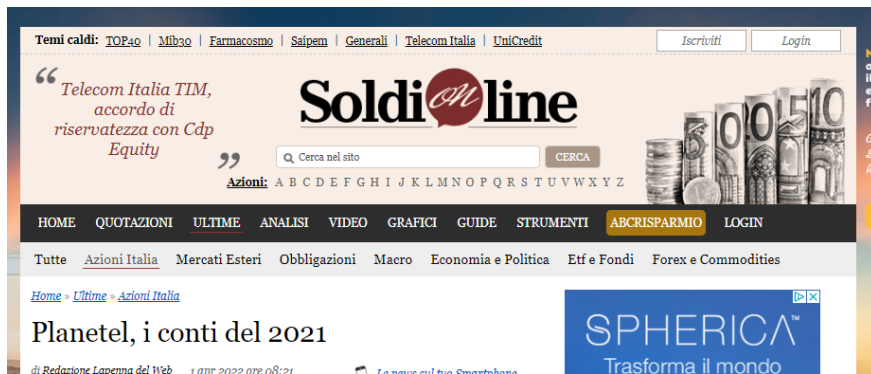 Temi caldi: TOP40 | Mib30 | Farmacosmo | Saipem | Generali | Telecom Italia | UniCredit
Iscriviti Login
“ Telecom Italia TIM,
accordo di
riservatezza con Cdp
Equity ”
Soldi on line
Cerca nel sito CERCA
Azioni: A B C D E F G H I J K L M N O P Q R S T U V W X Y Z
HOME QUOTAZIONI ULTIME ANALISI VIDEO GRAFICI GUIDE STRUMENTI ABCRISPARMIO LOGIN
Tutte Azioni Italia Mercati Esteri Obbligazioni Macro Economia e Politica Etf e Fondi Forex e Commodities
Home » Ultime » Azioni Italia
Planetel, i conti del 2021
di Redazione Lapenna del Web 1 apr 2022 ore 08:21 Le news sul tuo Smartphone
SPHERICA
Trasforma il mondo